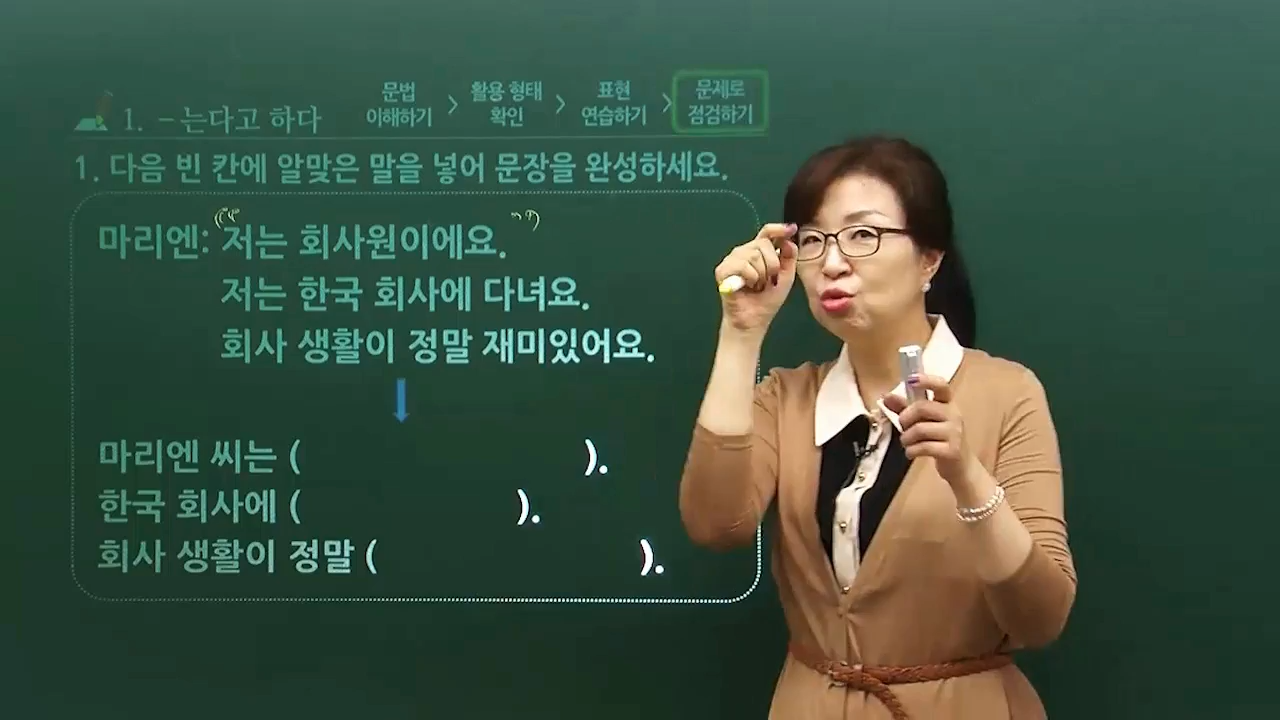 문법 이해하기 > 활용 형태 확인 > 표현 연습하기 > 문제로 점검하기
1. -는다고 하다
1. 다음 빈 칸에 알맞은 말을 넣어 문장을 완성하세요.
마리엔: 저는 회사원이에요.
저는 한국 회사에 다녀요.
회사 생활이 정말 재미있어요.
마리엔 씨는 ( ).
한국 회사에 ( ).
회사 생활이 정말 ( ).